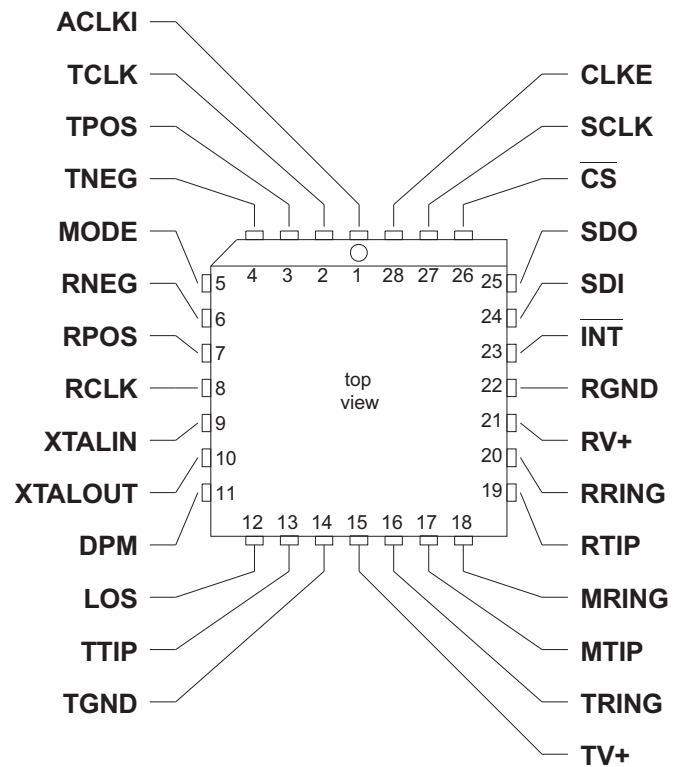 ACLKI
TCLK
TPOS
TNEG
MODE
RNEG
RPOS
RCLK
XTALIN
XTALOUT
DPM
LOS
TTIP
TGND
CLKE
SCLK
C̅S̅
SDO
SDI
I̅N̅T̅
RGND
RV+
RRING
RTIP
MRING
MTIP
TRING
TV+
4 3 2 1 28 27 26
5
6
7
8
9
10
11
25
24
23
22
21
20
19
top
view
12 13 14 15 16 17 18